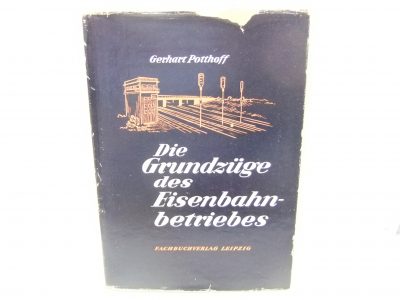 Gerhart Potthoff
Die
Grundzüge
des
Eisenbahn-
betriebes
FACHBUCHVERLAG LEIPZIG